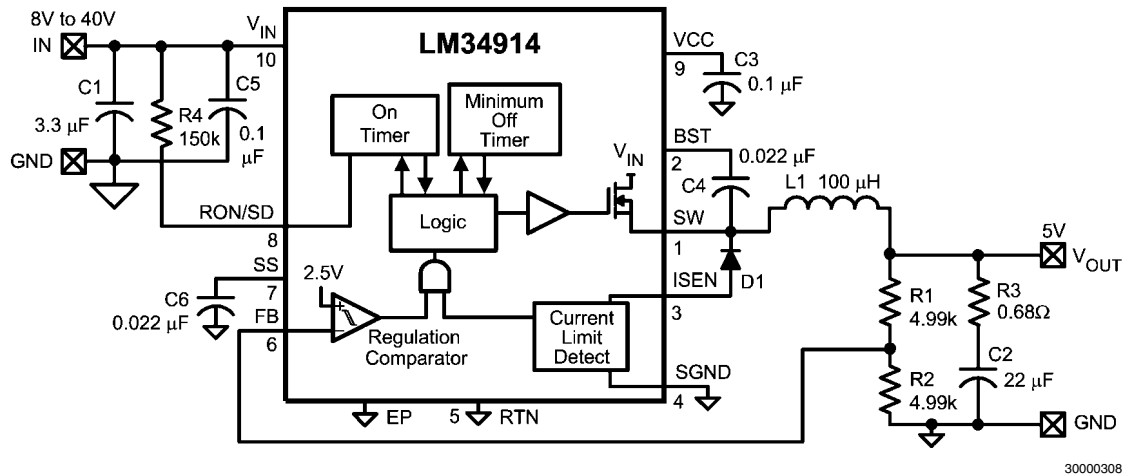 8V to 40V
IN
VIN
10
LM34914
VCC
9
C3
0.1 µF
C1
3.3 µF
R4
150k
C5
0.1
µF
GND
On
Timer
Minimum
Off
Timer
BST
2
0.022 µF
C4
VIN
L1 100 µH
Logic
SW
1
RON/SD
8
5V
VOUT
SS
7
2.5V
ISEN
3
D1
C6
0.022 µF
FB
6
+
−
Regulation
Comparator
Current
Limit
Detect
R1
4.99k
R3
0.68Ω
SGND
4
R2
4.99k
C2
22 µF
EP
5
RTN
GND
30000308